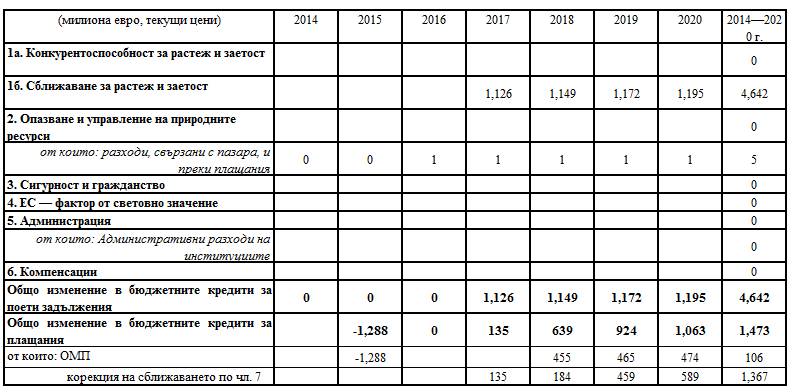 (милиона евро, текущи цени) 2014 2015 2016 2017 2018 2019 2020 2014—202
0 г.
1а. Конкурентоспособност за растеж и заетост
0
1б. Сближаване за растеж и заетост
1,126 1,149 1,172 1,195 4,642
2. Опазване и управление на природните
ресурси
0
от които: разходи, свързани с пазара, и
преки плащания
0 0 1 1 1 1 1 5
3. Сигурност и гражданство 0
4. ЕС — фактор от световно значение 0
5. Администрация 0
от които: Административни разходи на
институциите
0
6. Компенсации 0
Общо изменение в бюджетните кредити за
поети задължения
0 0 0 1,126 1,149 1,172 1,195 4,642
Общо изменение в бюджетните кредити за
плащания
-1,288 0 135 639 924 1,063 1,473
от които: ОМП -1,288 455 465 474 106
корекция на сближаването по чл. 7 135 184 459 589 1,367